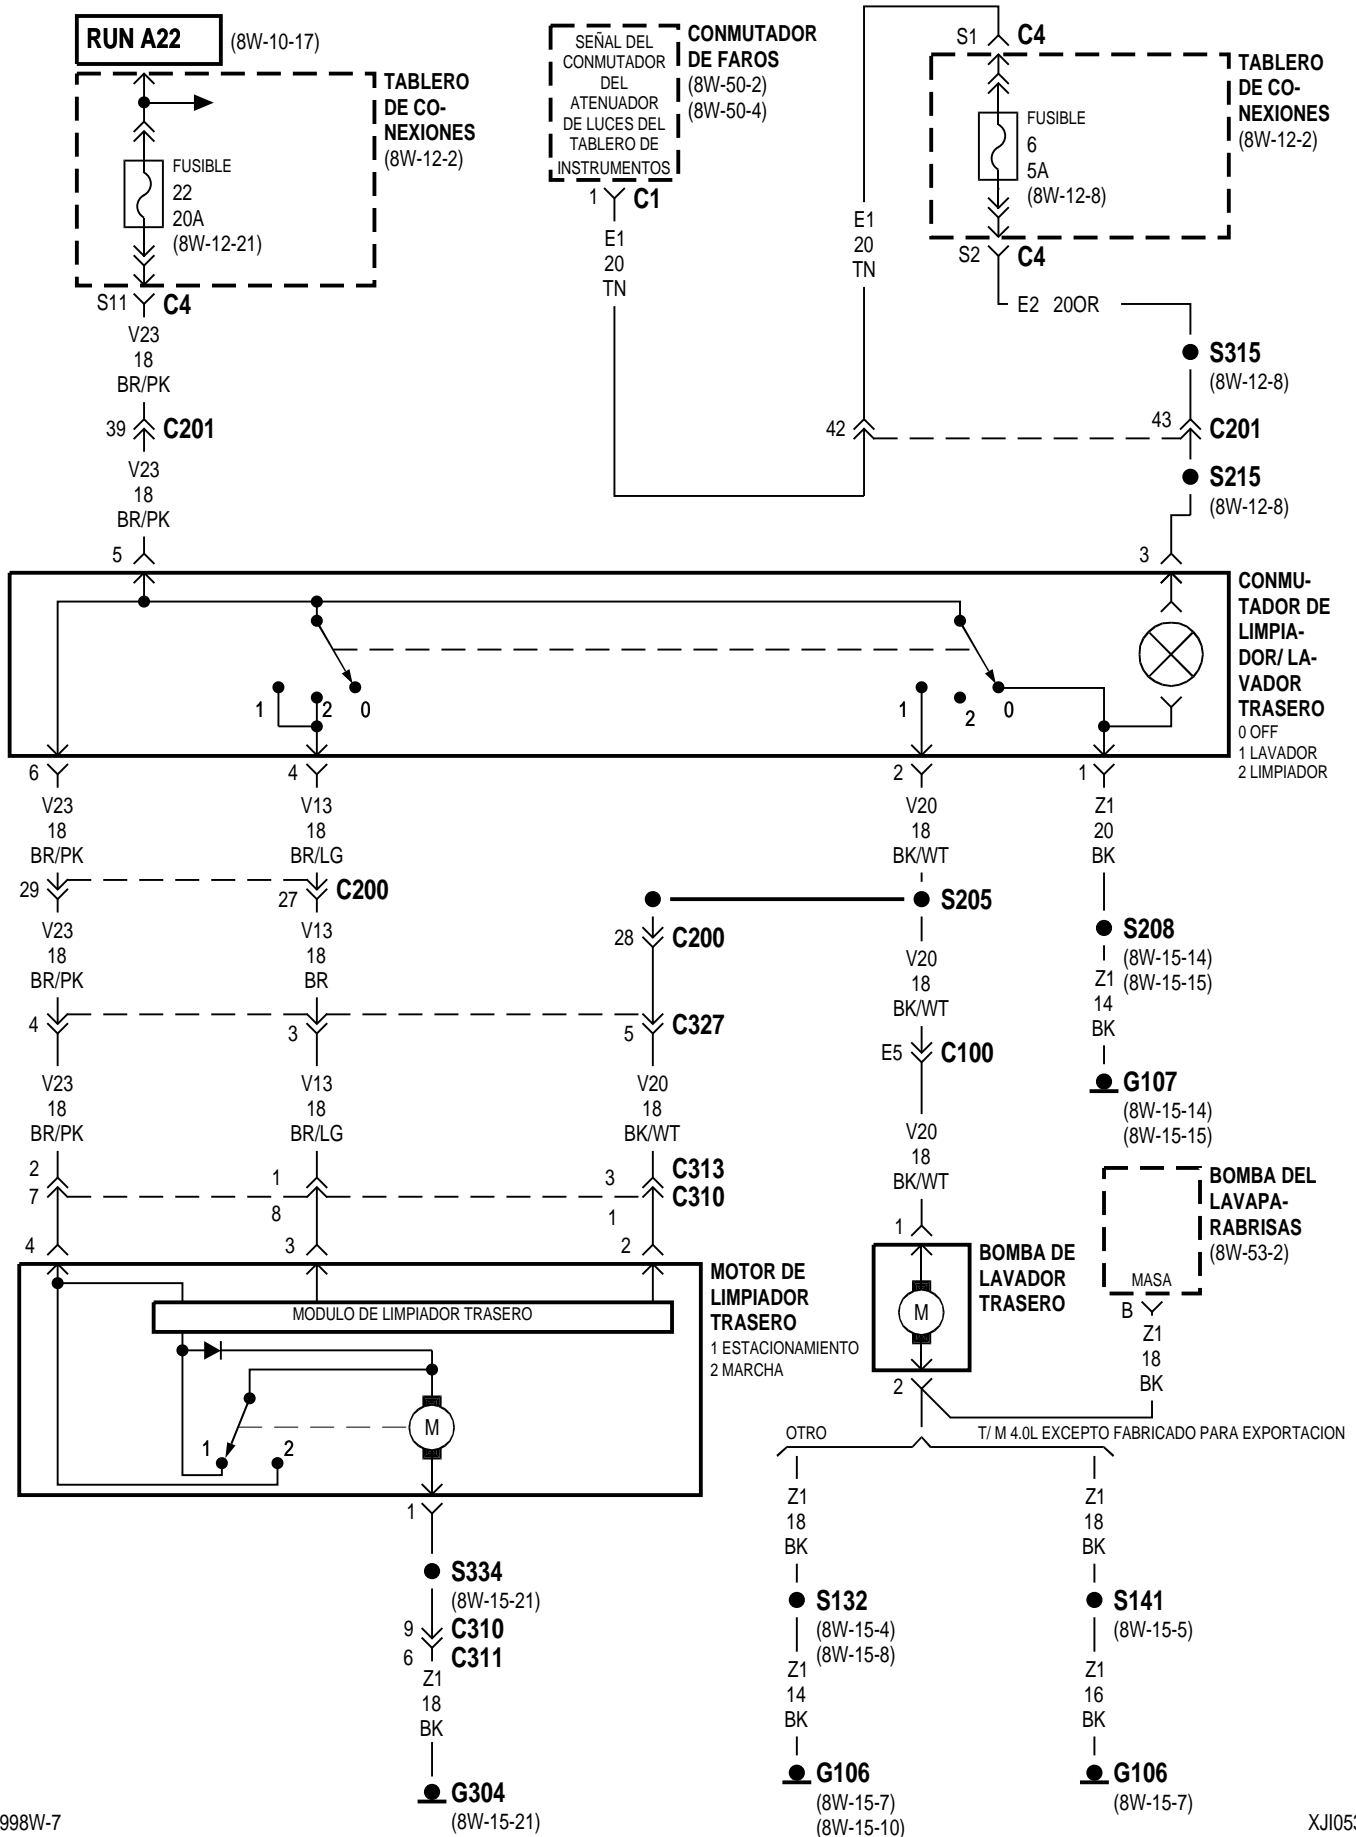 RUN A22
(8W-10-17)
TABLERO
DE CO-
NEXIONES
(8W-12-2)
FUSIBLE
22
20A
(8W-12-21)
S11
C4
V23
18
BR/PK
39
C201
V23
18
BR/PK
5
SEÑAL DEL
CONMUTADOR
DEL
ATENUADOR
DE LUCES DEL
TABLERO DE
INSTRUMENTOS
CONMUTADOR
DE FAROS
(8W-50-2)
(8W-50-4)
1
C1
E1
20
TN
E1
20
TN
S1
C4
TABLERO
DE CO-
NEXIONES
(8W-12-2)
FUSIBLE
6
5A
(8W-12-8)
S2
C4
E2 20OR
S315
(8W-12-8)
42
43
C201
S215
(8W-12-8)
3
CONMU-
TADOR DE
LIMPIA-
DOR/ LA-
VADOR
TRASERO
0 OFF
1 LAVADOR
2 LIMPIADOR
1
2
0
1
2
0
6
4
2
1
V23
18
BR/PK
V13
18
BR/LG
V20
18
BK/WT
Z1
20
BK
29
27
C200
S205
28
C200
S208
(8W-15-14)
(8W-15-15)
V23
18
BR/PK
V13
18
BR
V20
18
BK/WT
Z1
14
BK
4
3
5
C327
E5
C100
G107
(8W-15-14)
(8W-15-15)
V23
18
BR/PK
V13
18
BR/LG
V20
18
BK/WT
V20
18
BK/WT
2
1
3
C313
7
8
1
C310
4
3
2
1
BOMBA DEL
LAVAPA-
RABRISAS
(8W-53-2)
MASA
B
Z1
18
BK
MOTOR DE
LIMPIADOR
TRASERO
1 ESTACIONAMIENTO
2 MARCHA
MODULO DE LIMPIADOR TRASERO
1
2
M
1
BOMBA DE
LAVADOR
TRASERO
M
2
OTRO
T/ M 4.0L EXCEPTO FABRICADO PARA EXPORTACION
Z1
18
BK
Z1
18
BK
S334
(8W-15-21)
9
C310
6
C311
Z1
18
BK
G304
(8W-15-21)
S132
(8W-15-4)
(8W-15-8)
Z1
14
BK
G106
(8W-15-7)
(8W-15-10)
S141
(8W-15-5)
Z1
16
BK
G106
(8W-15-7)
998W-7
XJI053